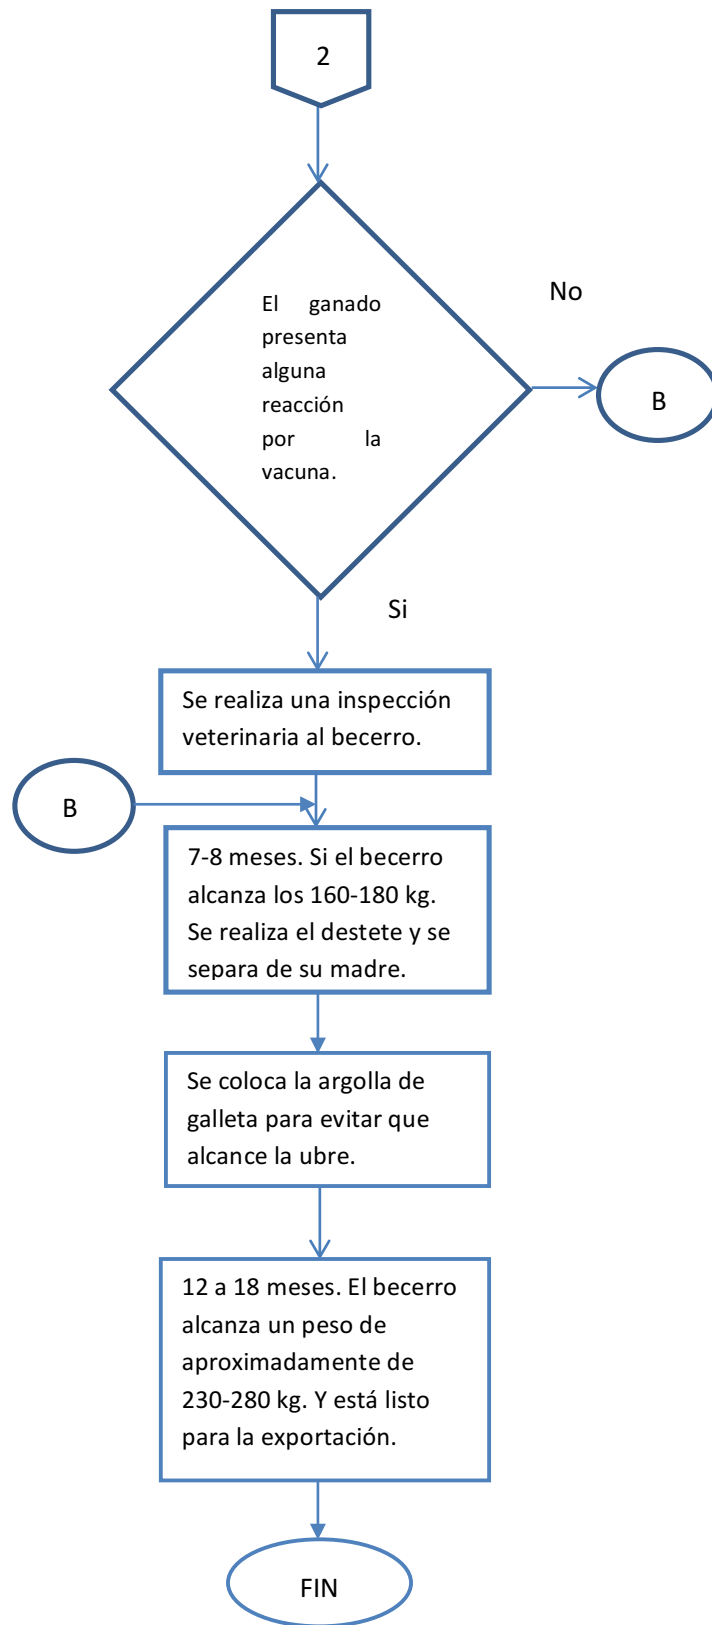 2
El ganado
presenta
alguna
reacción
por la
vacuna.
No
B
Si
Se realiza una inspección
veterinaria al becerro.
B
7-8 meses. Si el becerro
alcanza los 160-180 kg.
Se realiza el destete y se
separa de su madre.
Se coloca la argolla de
galleta para evitar que
alcance la ubre.
12 a 18 meses. El becerro
alcanza un peso de
aproximadamente de
230-280 kg. Y está listo
para la exportación.
FIN